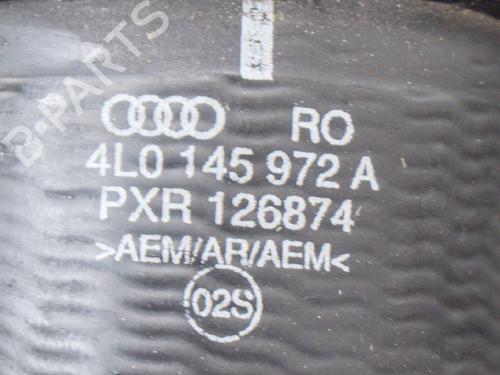 B-PARTS
RO
4L0 145 972 A
PXR 126874
>AEM/AR/AEM<
02S